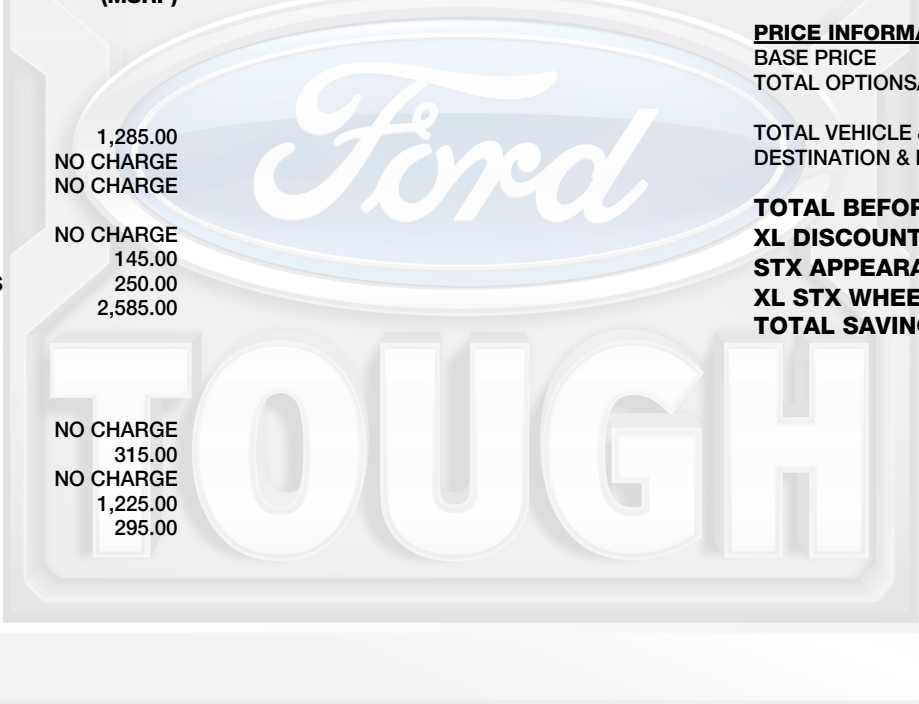 (MSRP)
1,285.00
NO CHARGE
NO CHARGE
NO CHARGE
145.00
250.00
2,585.00
NO CHARGE
315.00
NO CHARGE
1,225.00
295.00
Ford
TOUGH
PRICE INFORMA
BASE PRICE
TOTAL OPTIONS
TOTAL VEHICLE &
DESTINATION &
TOTAL BEFOR
XL DISCOUNT
STX APPEARA
XL STX WHEE
TOTAL SAVIN